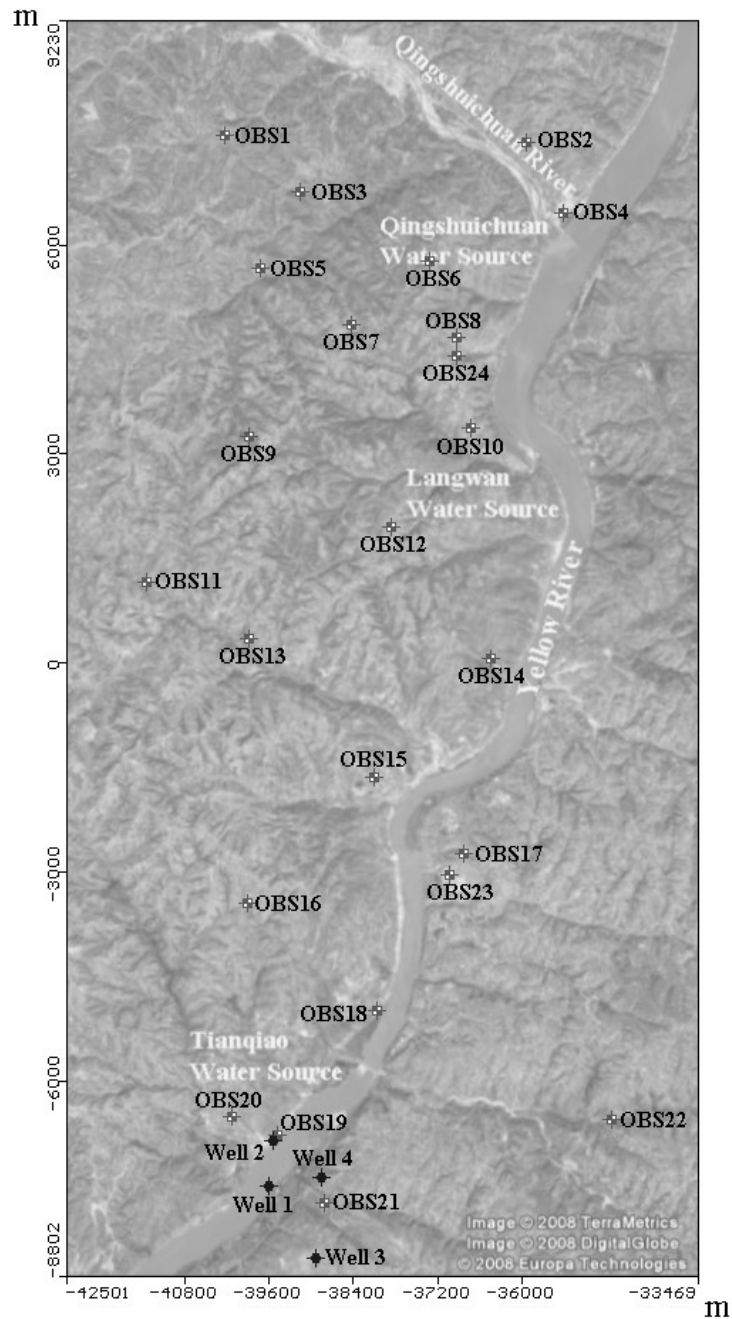 m
9230
Qingshuichuan River
OBS1
OBS2
OBS3
OBS4
Qingshuichuan
Water Source
6000
OBS5
OBS6
OBS8
OBS7
OBS24
3000
OBS9
OBS10
Langwan
Water Source
OBS12
OBS11
Yellow River
OBS13
0
OBS14
OBS15
OBS17
-3000
OBS23
OBS16
OBS18
Tianqiao
Water Source
-6000
OBS20
OBS19
OBS22
Well 2
Well 4
Well 1
OBS21
Image © 2008 TerraMetrics
Image © 2008 DigitalGlobe
© 2008 Europa Technologies
Well 3
-8802
-42501 -40800 -39600 -38400 -37200 -36000 -33469
m